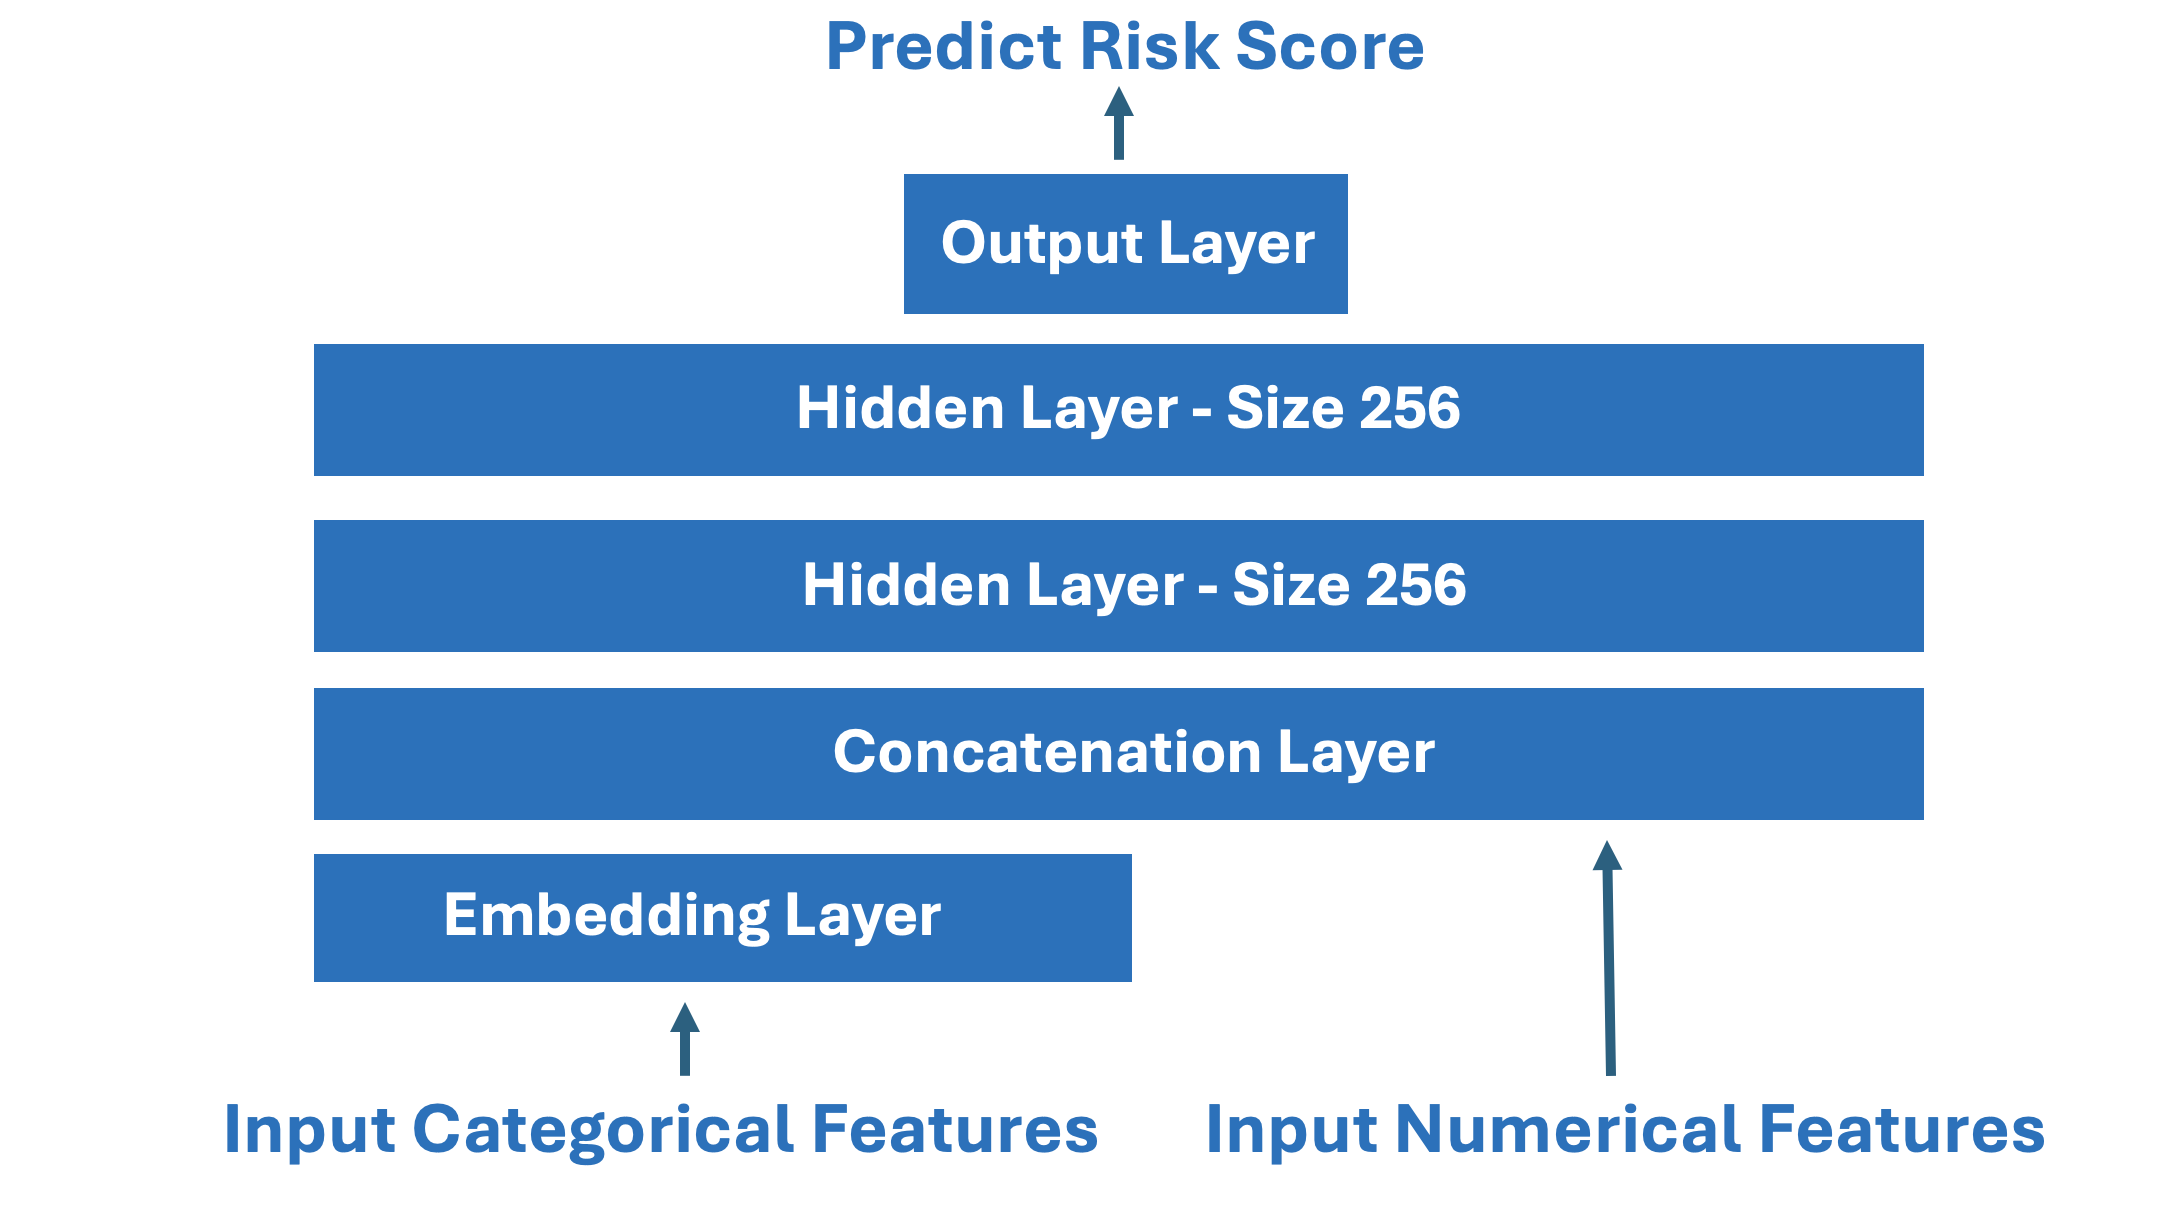 Predict Risk Score
Output Layer
Hidden Layer - Size 256
Hidden Layer - Size 256
Concatenation Layer
Embedding Layer
Input Categorical Features
Input Numerical Features